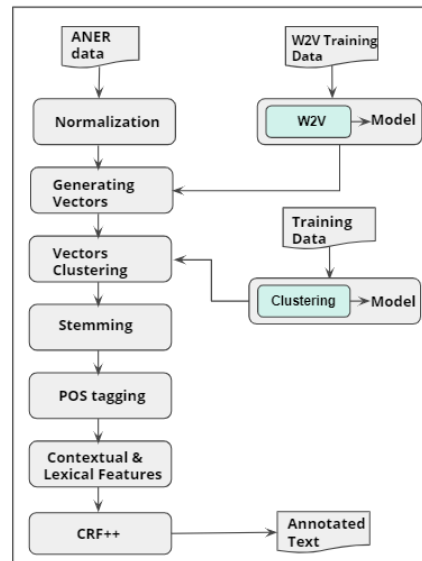 ANER
data
W2V Training
Data
Normalization
W2V
Model
Generating
Vectors
Training
Data
Vectors
Clustering
Clustering
Model
Stemming
POS tagging
Contextual &
Lexical Features
CRF++
Annotated
Text